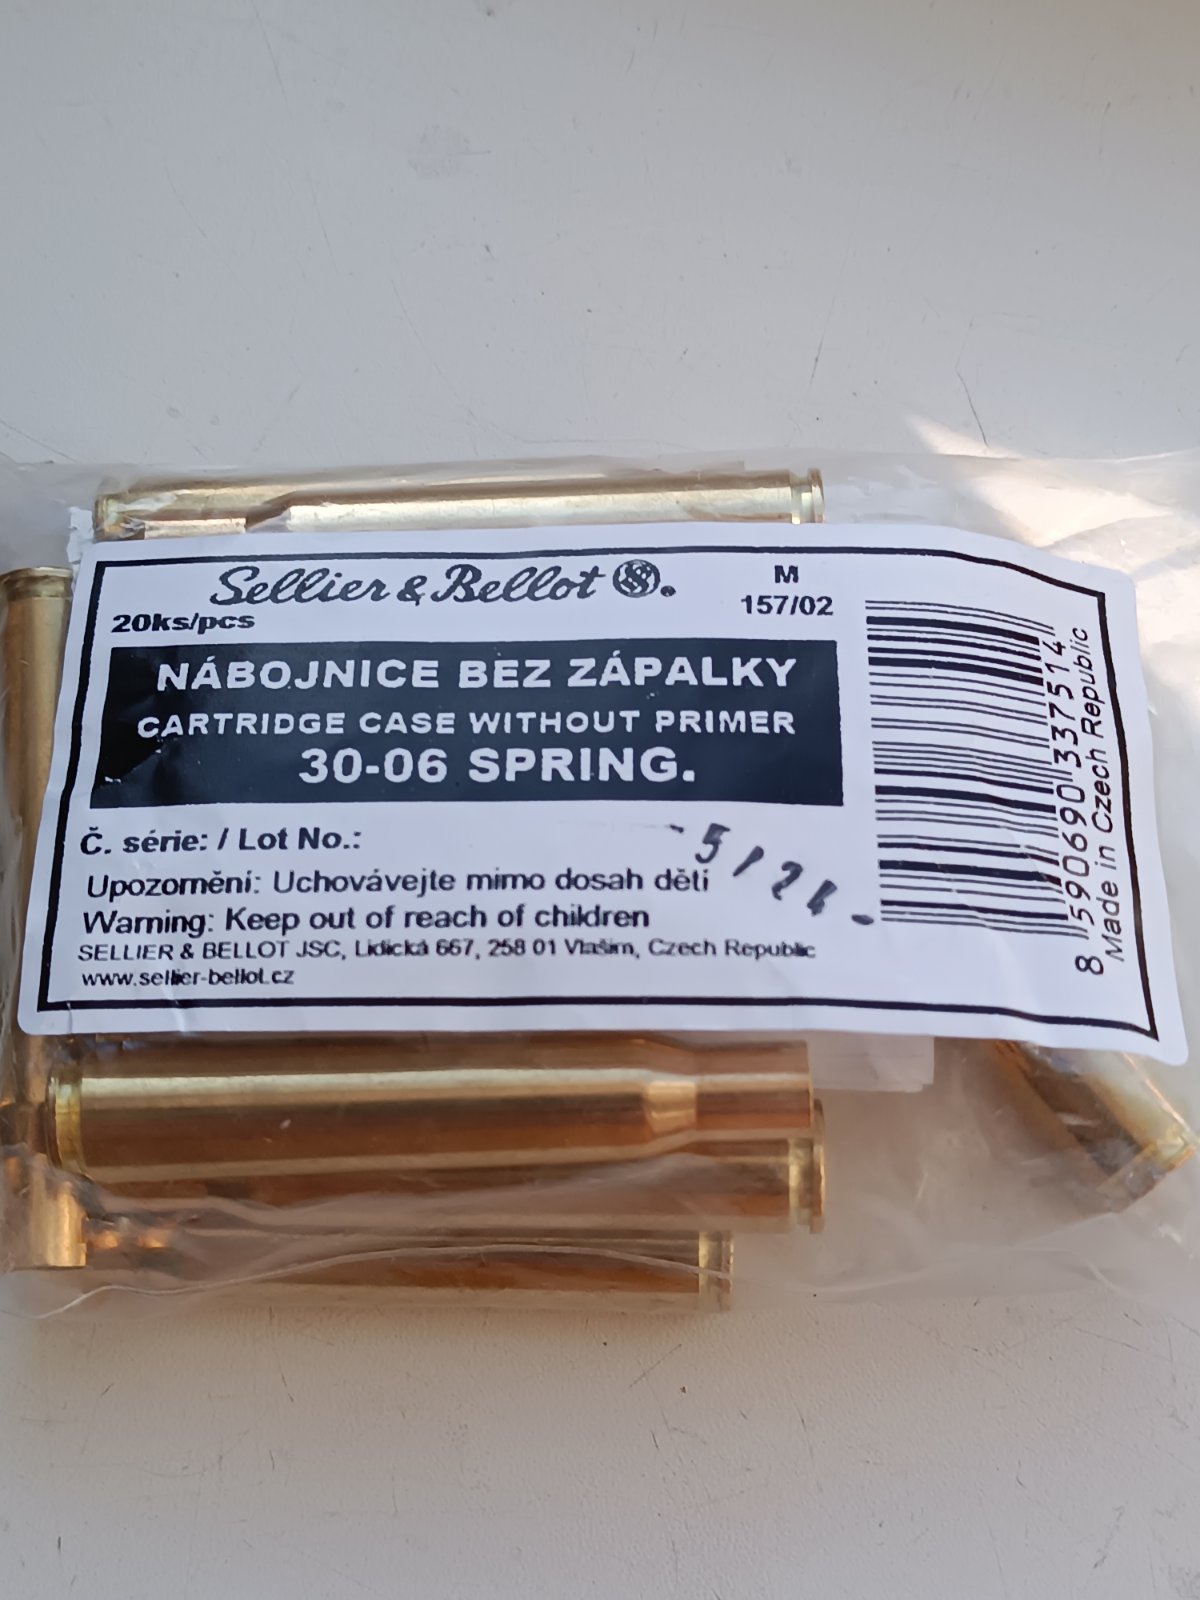 Sellier & Bellot
M
20ks/pcs
157/02
NÁBOJNICE BEZ ZÁPALKY
CARTRIDGE CASE WITHOUT PRIMER
30-06 SPRING.
Č. série: / Lot No.:
Upozornění: Uchovávejte mimo dosah dětí
Warning: Keep out of reach of children
SELLIER & BELLOT JSC, Lidická 667, 258 01 Vlašim, Czech Republic
www.sellier-bellot.cz
8 590690 337514
Made in Czech Republic